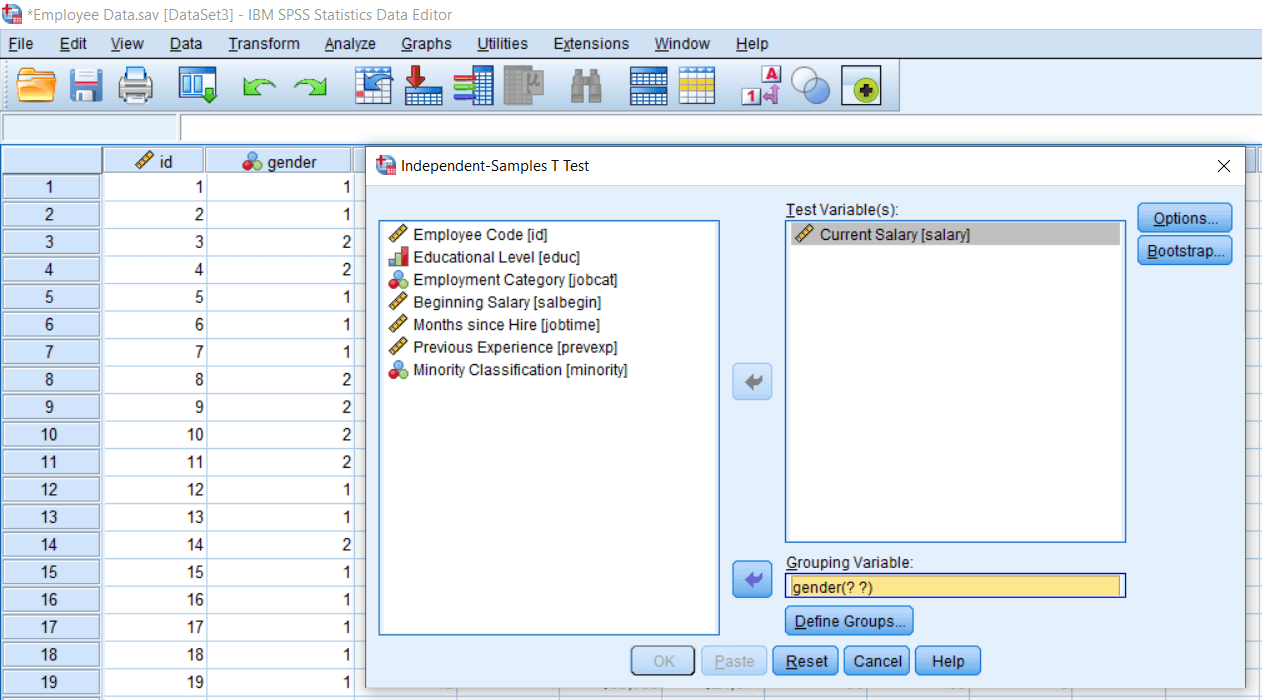 *Employee Data.sav [DataSet3] - IBM SPSS Statistics Data Editor
File Edit View Data Transform Analyze Graphs Utilities Extensions Window Help
id gender
1 1 1
2 2 1
3 3 2
4 4 2
5 5 1
6 6 1
7 7 1
8 8 2
9 9 2
10 10 2
11 11 2
12 12 1
13 13 1
14 14 2
15 15 1
16 16 1
17 17 1
18 18 1
19 19 1
Independent-Samples T Test
Employee Code [id]
Educational Level [educ]
Employment Category [jobcat]
Beginning Salary [salbegin]
Months since Hire [jobtime]
Previous Experience [prevexp]
Minority Classification [minority]
Test Variable(s):
Current Salary [salary]
Options...
Bootstrap...
Grouping Variable:
gender(? ?)
Define Groups...
OK Paste Reset Cancel Help